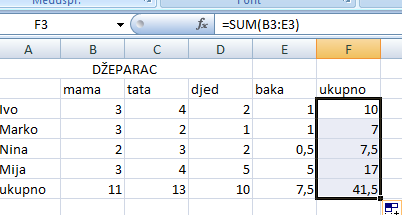 Međuspr... Font
F3 fx =SUM(B3:E3)
A B C D E F
DŽEPARAC
mama tata djed baka ukupno
Ivo 3 4 2 1 10
Marko 3 2 1 1 7
Nina 2 3 2 0,5 7,5
Mija 3 4 5 5 17
ukupno 11 13 10 7,5 41,5